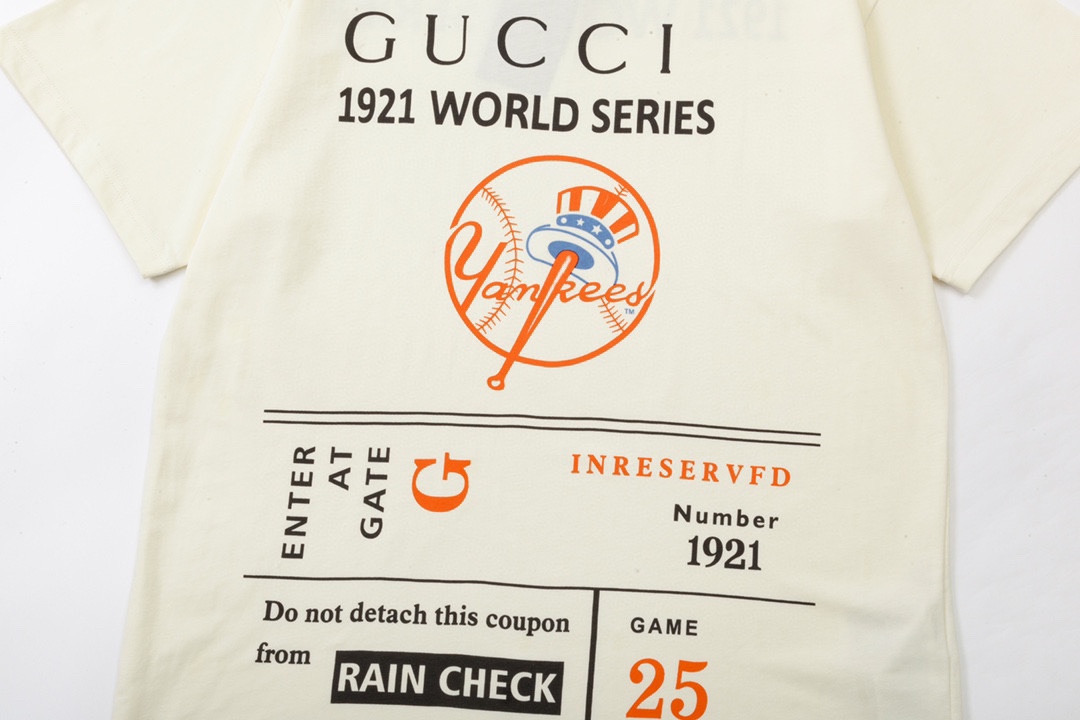 GUCCI
1921 WORLD SERIES
Yankees
TM
ENTER
AT
GATE
G
INRESERVFD
Number
1921
Do not detach this coupon
from RAIN CHECK
GAME
25